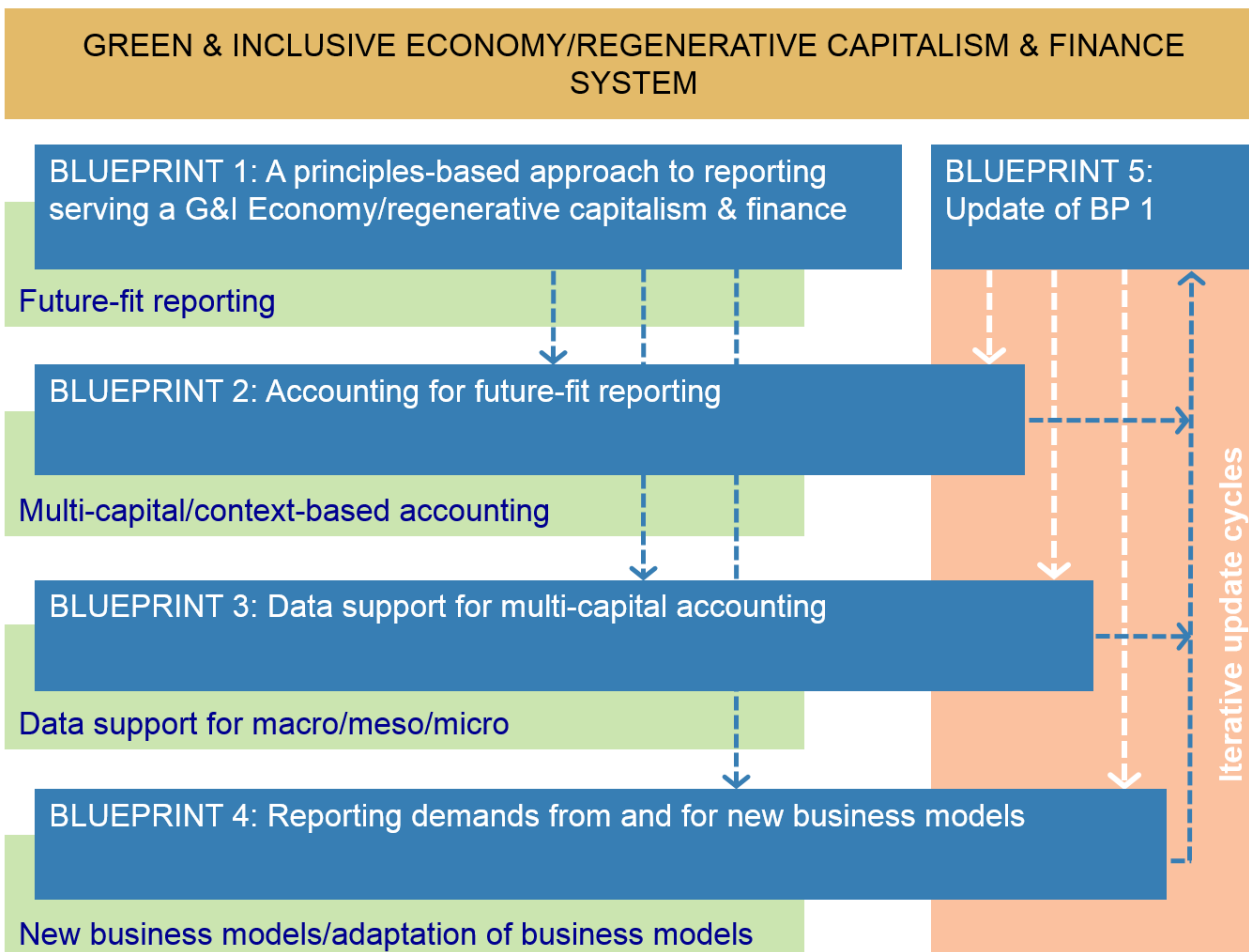 GREEN & INCLUSIVE ECONOMY/REGENERATIVE CAPITALISM & FINANCE
SYSTEM
BLUEPRINT 1: A principles-based approach to reporting
serving a G&I Economy/regenerative capitalism & finance
BLUEPRINT 5:
Update of BP 1
Future-fit reporting
BLUEPRINT 2: Accounting for future-fit reporting
Multi-capital/context-based accounting
BLUEPRINT 3: Data support for multi-capital accounting
Data support for macro/meso/micro
BLUEPRINT 4: Reporting demands from and for new business models
New business models/adaptation of business models
Iterative update cycles